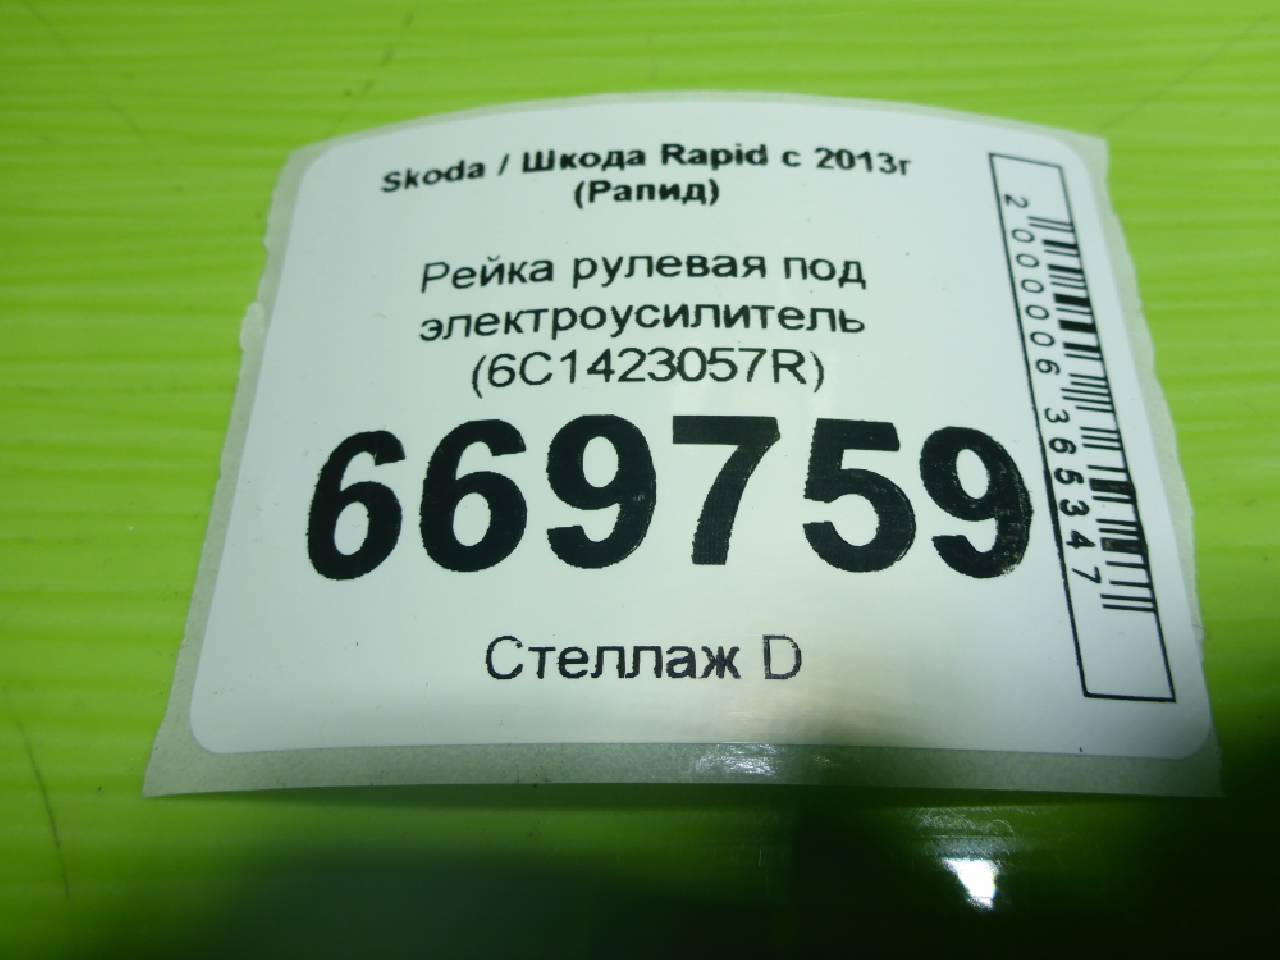 Skoda / Шкода Rapid с 2013г
(Рапид)
Рейка рулевая под
электроусилитель
(6C1423057R)
669759
Стеллаж D
2000006365347